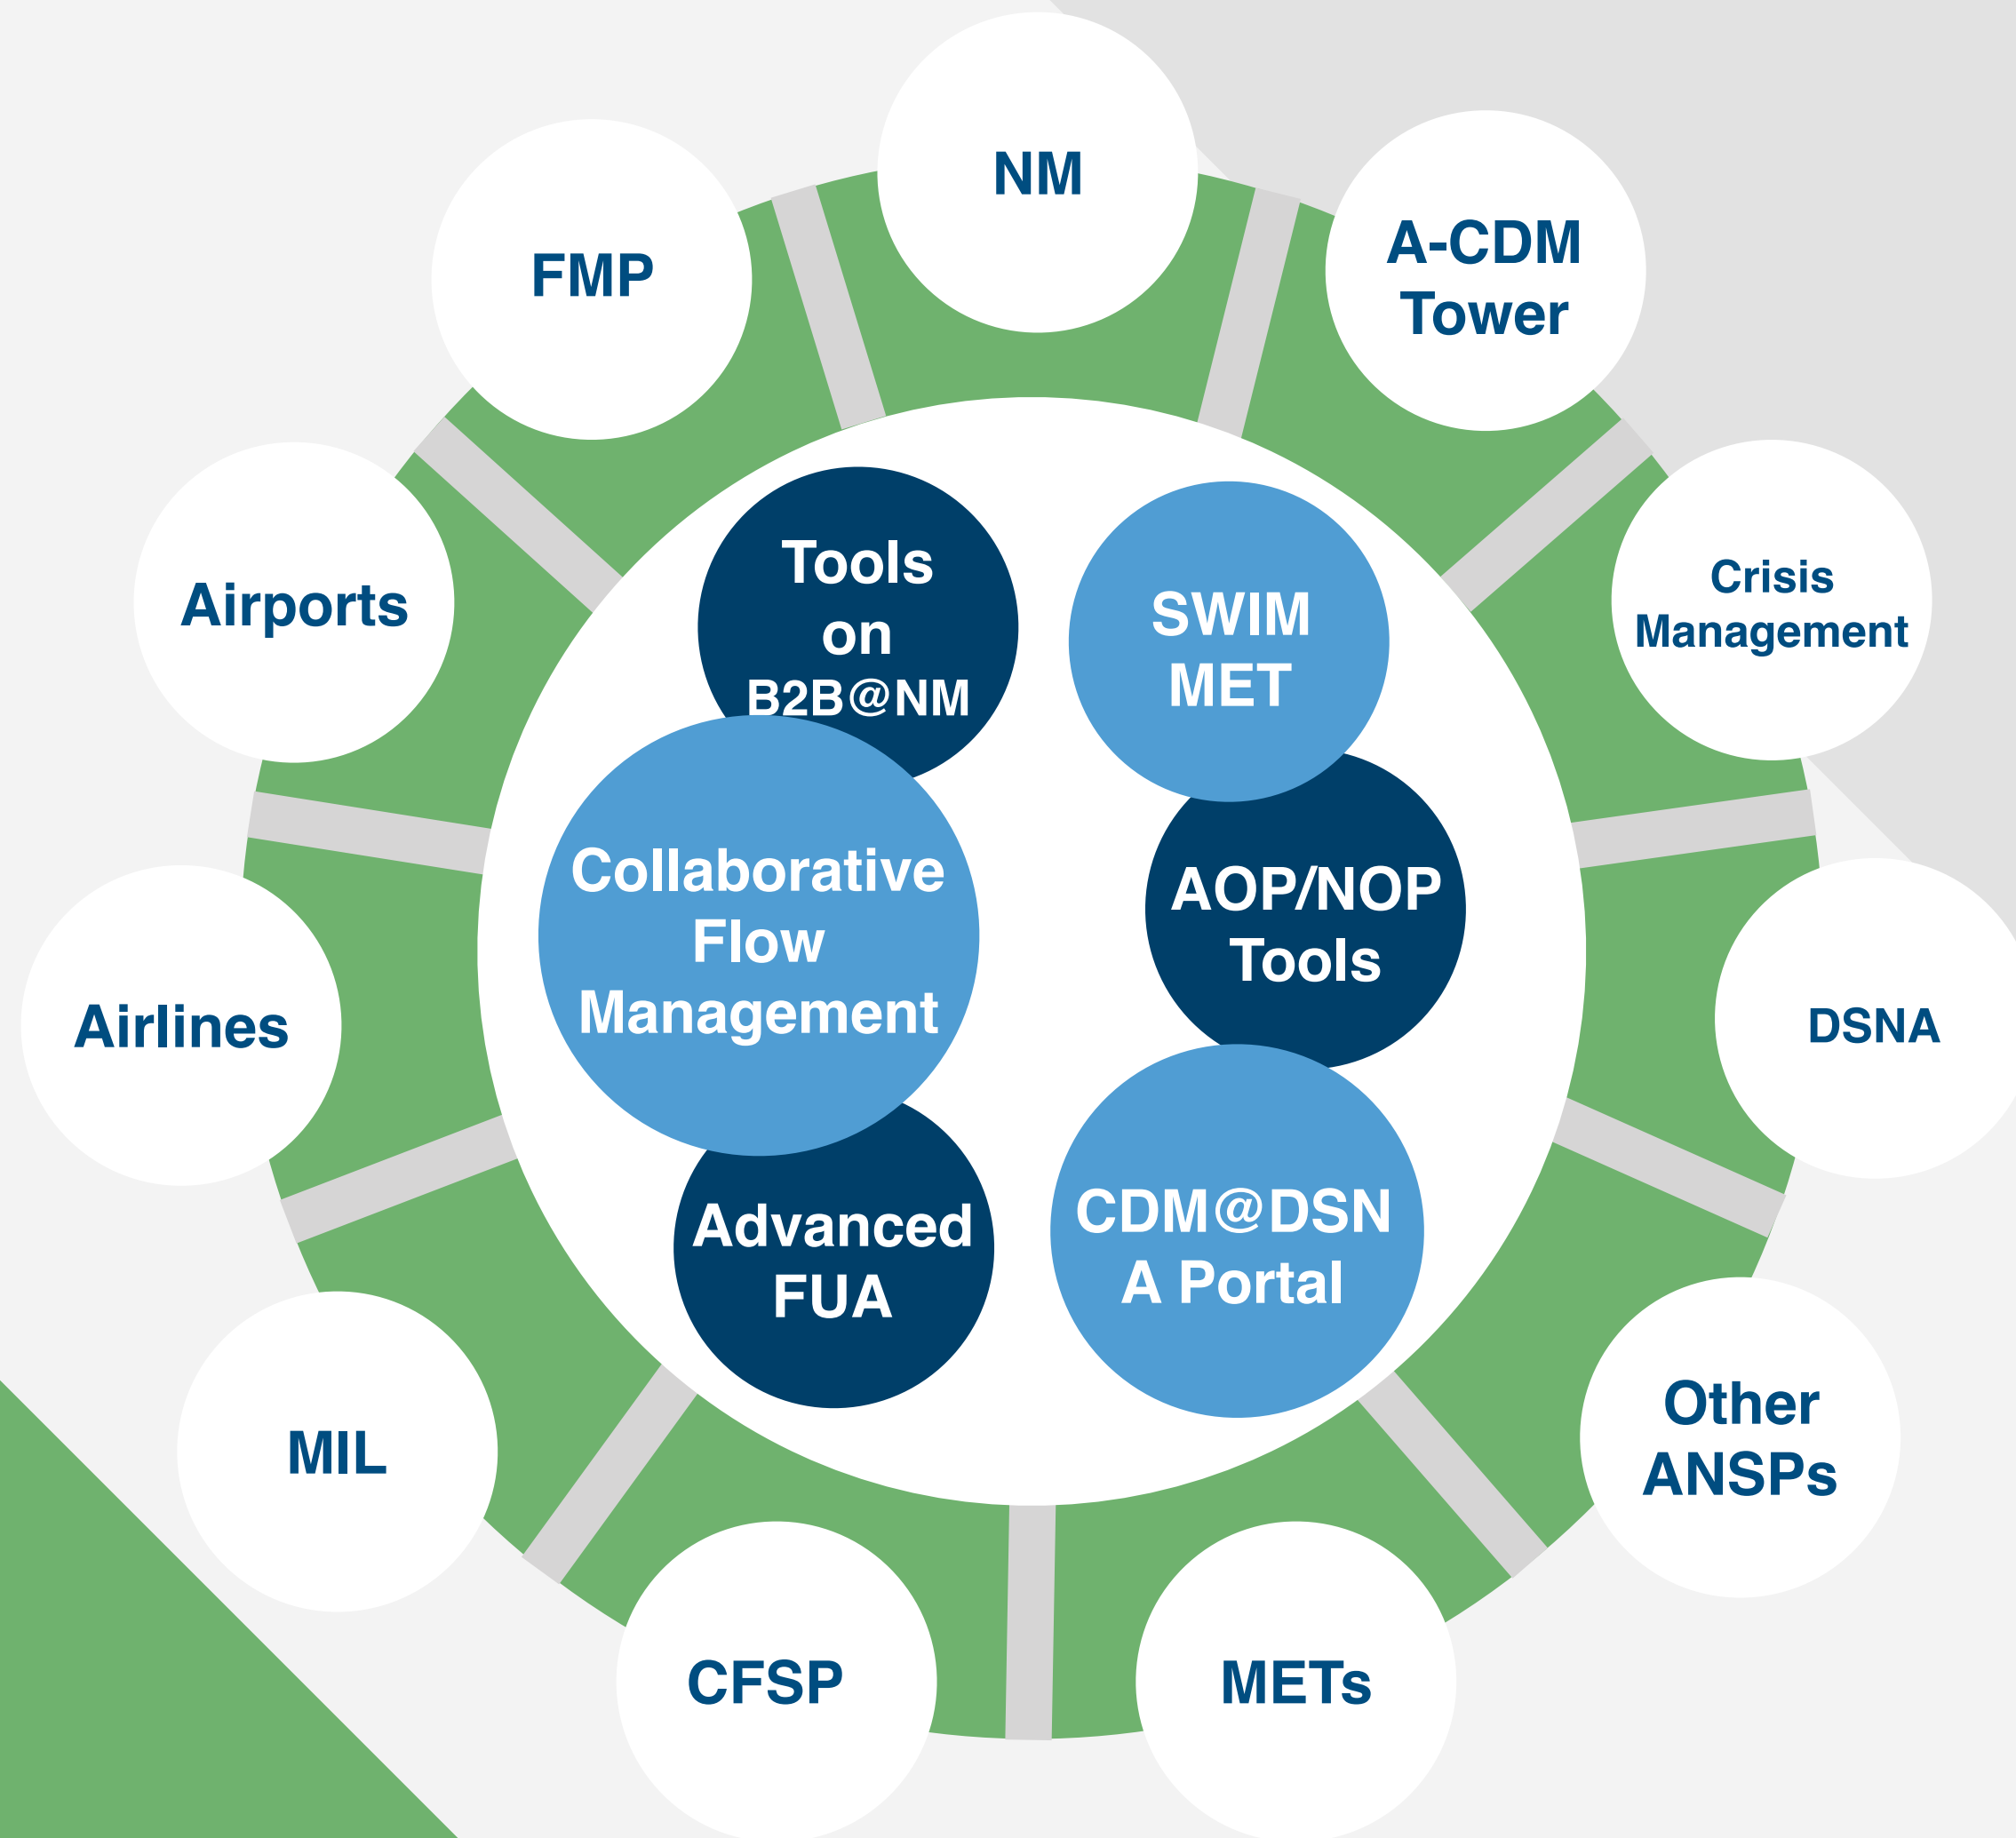 NM
A-CDM
Tower
FMP
Crisis
Management
Airports
Tools
on
B2B@NM
SWIM
MET
Collaborative
Flow
Management
AOP/NOP
Tools
Airlines
DSNA
Advanced
FUA
CDM@DSN
A Portal
MIL
Other
ANSPs
CFSP
METs